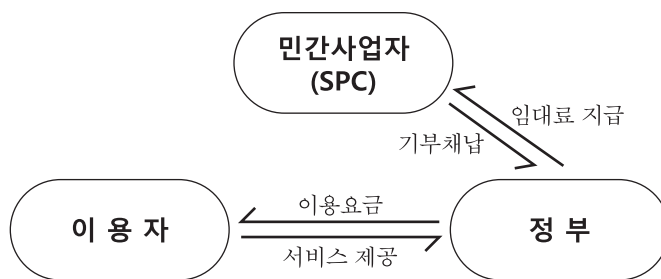 민간사업자
(SPC)
임대료 지급
기부채납
이용요금
이 용 자
정 부
서비스 제공